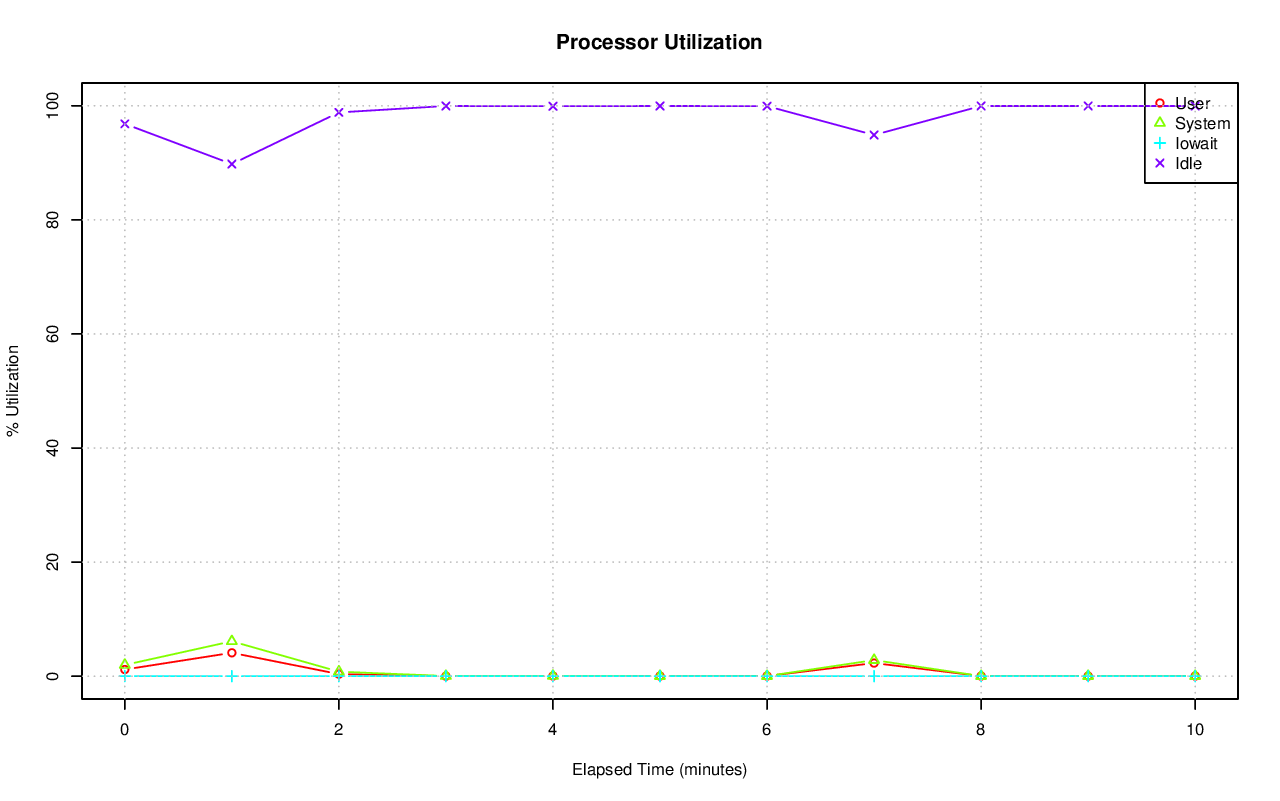 Processor Utilization
100
80
60
40
20
0
% Utilization
User
System
Iowait
Idle
0 2 4 6 8 10
Elapsed Time (minutes)